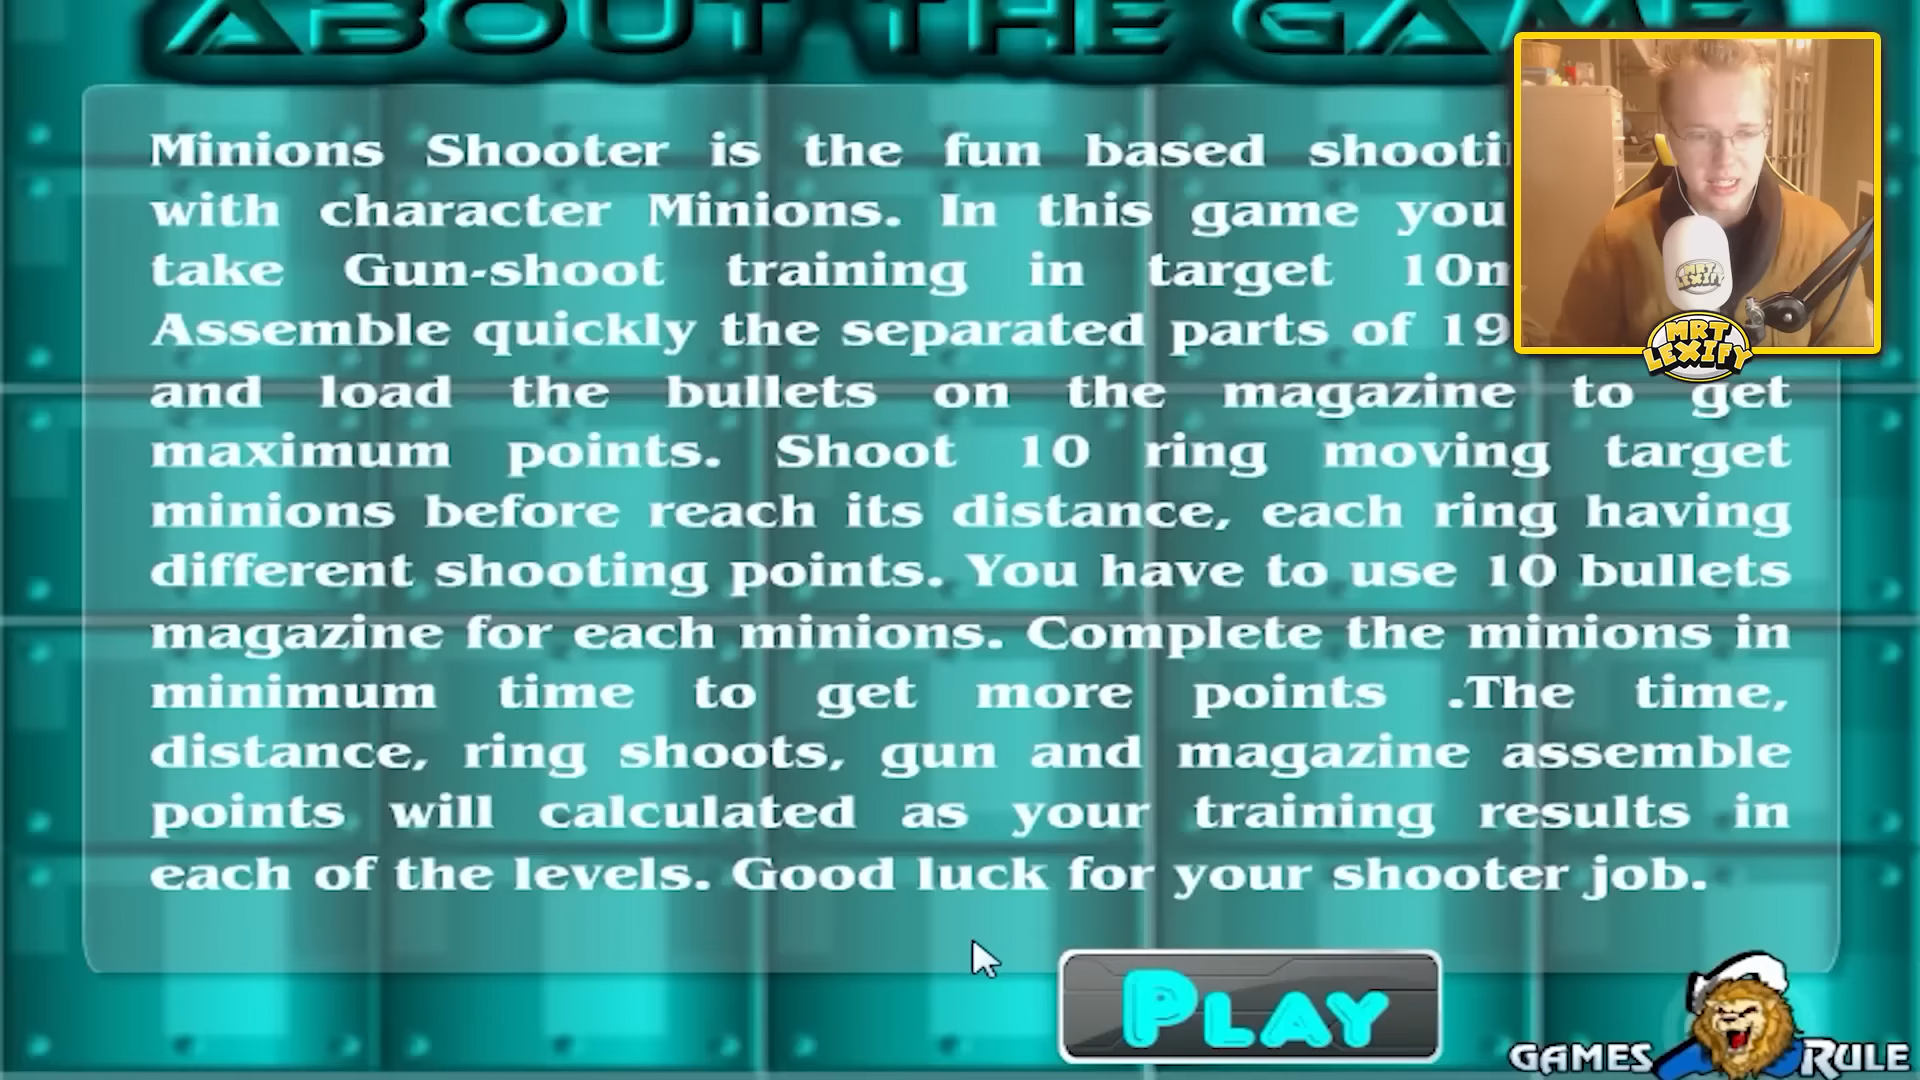 ABOUT THE GAME
Minions Shooter is the fun based
with character Minions. In this game you
take Gun-shoot training in target
Assemble quickly the separated parts of
and load the bullets on the magazine to get
maximum points. Shoot 10 ring moving target
minions before reach its distance, each ring having
different shooting points. You have to use 10 bullets
magazine for each minions. Complete the minions in
minimum time to get more points .The time,
distance, ring shoots, gun and magazine assemble
points will calculated as your training results in
each of the levels. Good luck for your shooter job.
PLAY
GAMES RULE
MRT
LEXIFY
MRT
LEXIFY